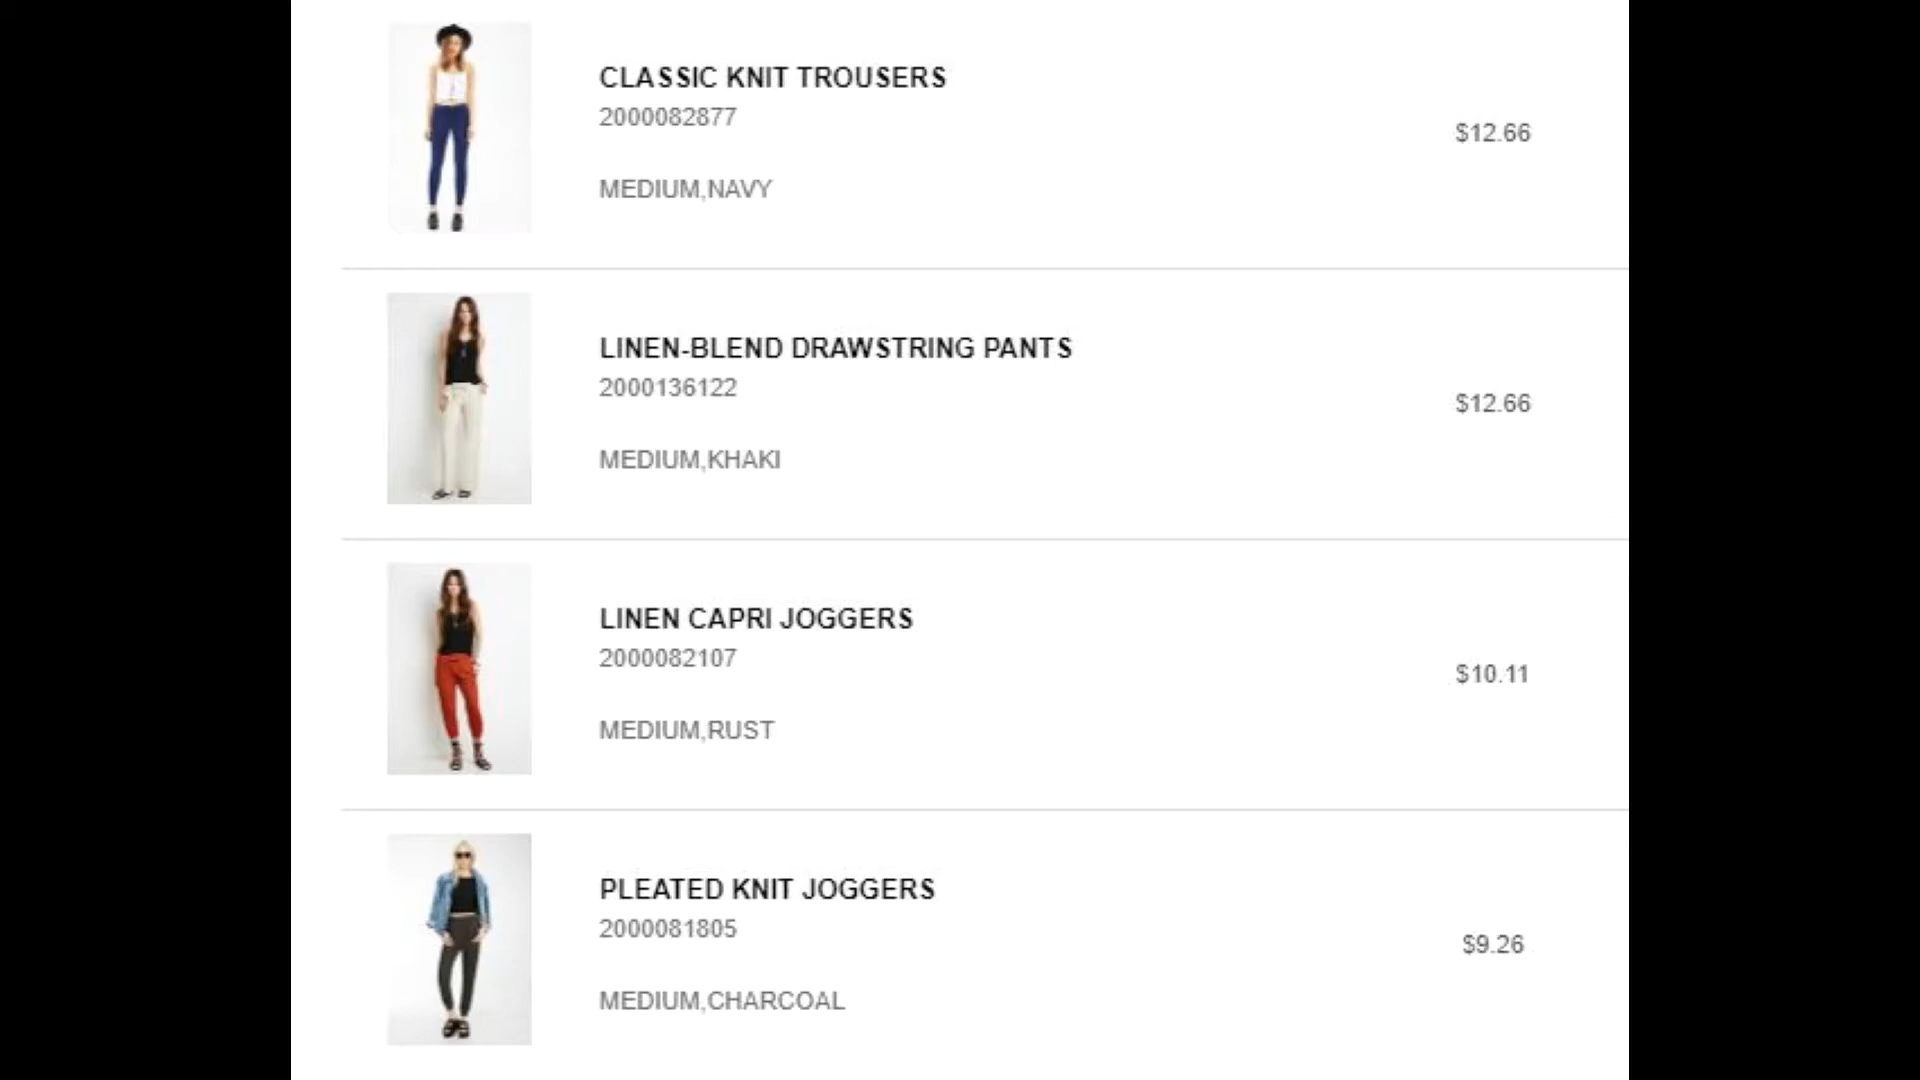 CLASSIC KNIT TROUSERS
2000082877
$12.66
MEDIUM,NAVY
LINEN-BLEND DRAWSTRING PANTS
2000136122
$12.66
MEDIUM,KHAKI
LINEN CAPRI JOGGERS
2000082107
$10.11
MEDIUM,RUST
PLEATED KNIT JOGGERS
2000081805
$9.26
MEDIUM,CHARCOAL